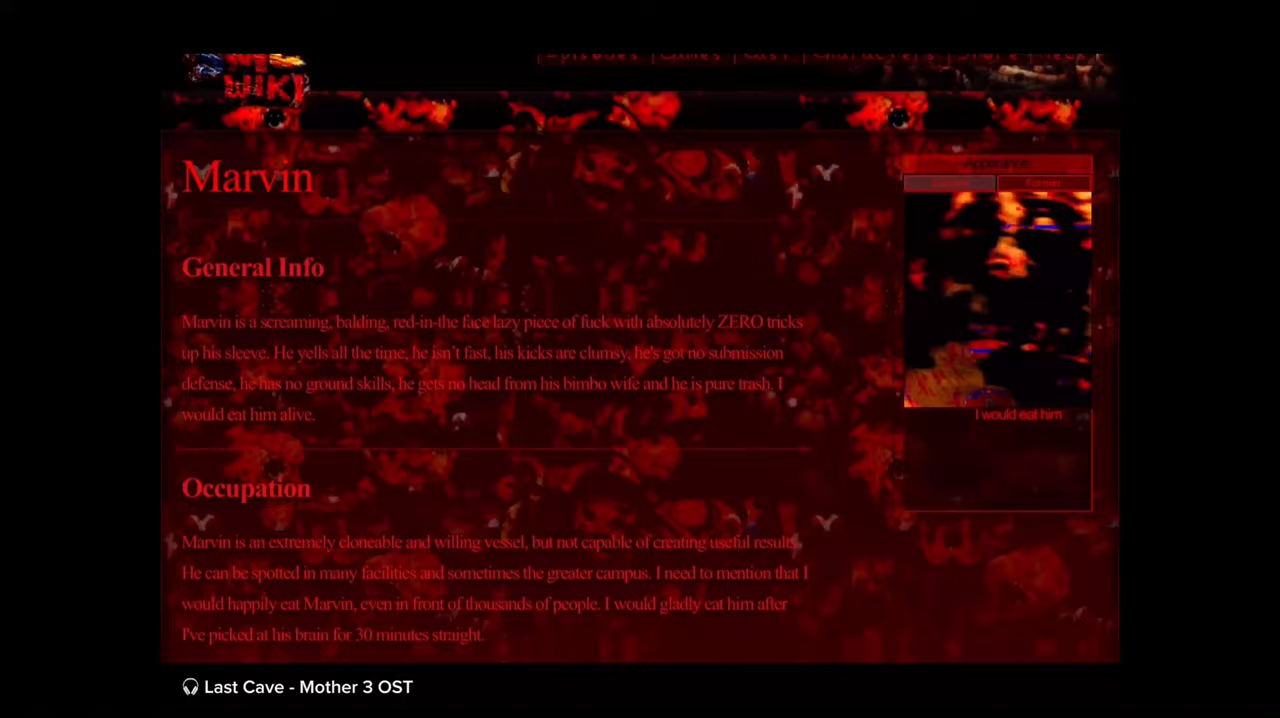 WIKI
Episodes | Games | Cast | Characters |
Marvin
Appearance
General Info
Marvin is a screaming, balding, red-in-the face lazy piece of fuck with absolutely ZERO tricks
up his sleeve. He yells all the time, he isn't fast, his kicks are clumsy, he's got no submission
defense, he has no ground skills, he gets no head from his bimbo wife and he is pure trash. I
would eat him alive.
I would eat him
Occupation
Marvin is an extremely cloneable and willing vessel, but not capable of creating useful results.
He can be spotted in many facilities and sometimes the greater campus. I need to mention that I
would happily eat Marvin, even in front of thousands of people. I would gladly eat him after
I've picked at his brain for 30 minutes straight.
Last Cave - Mother 3 OST